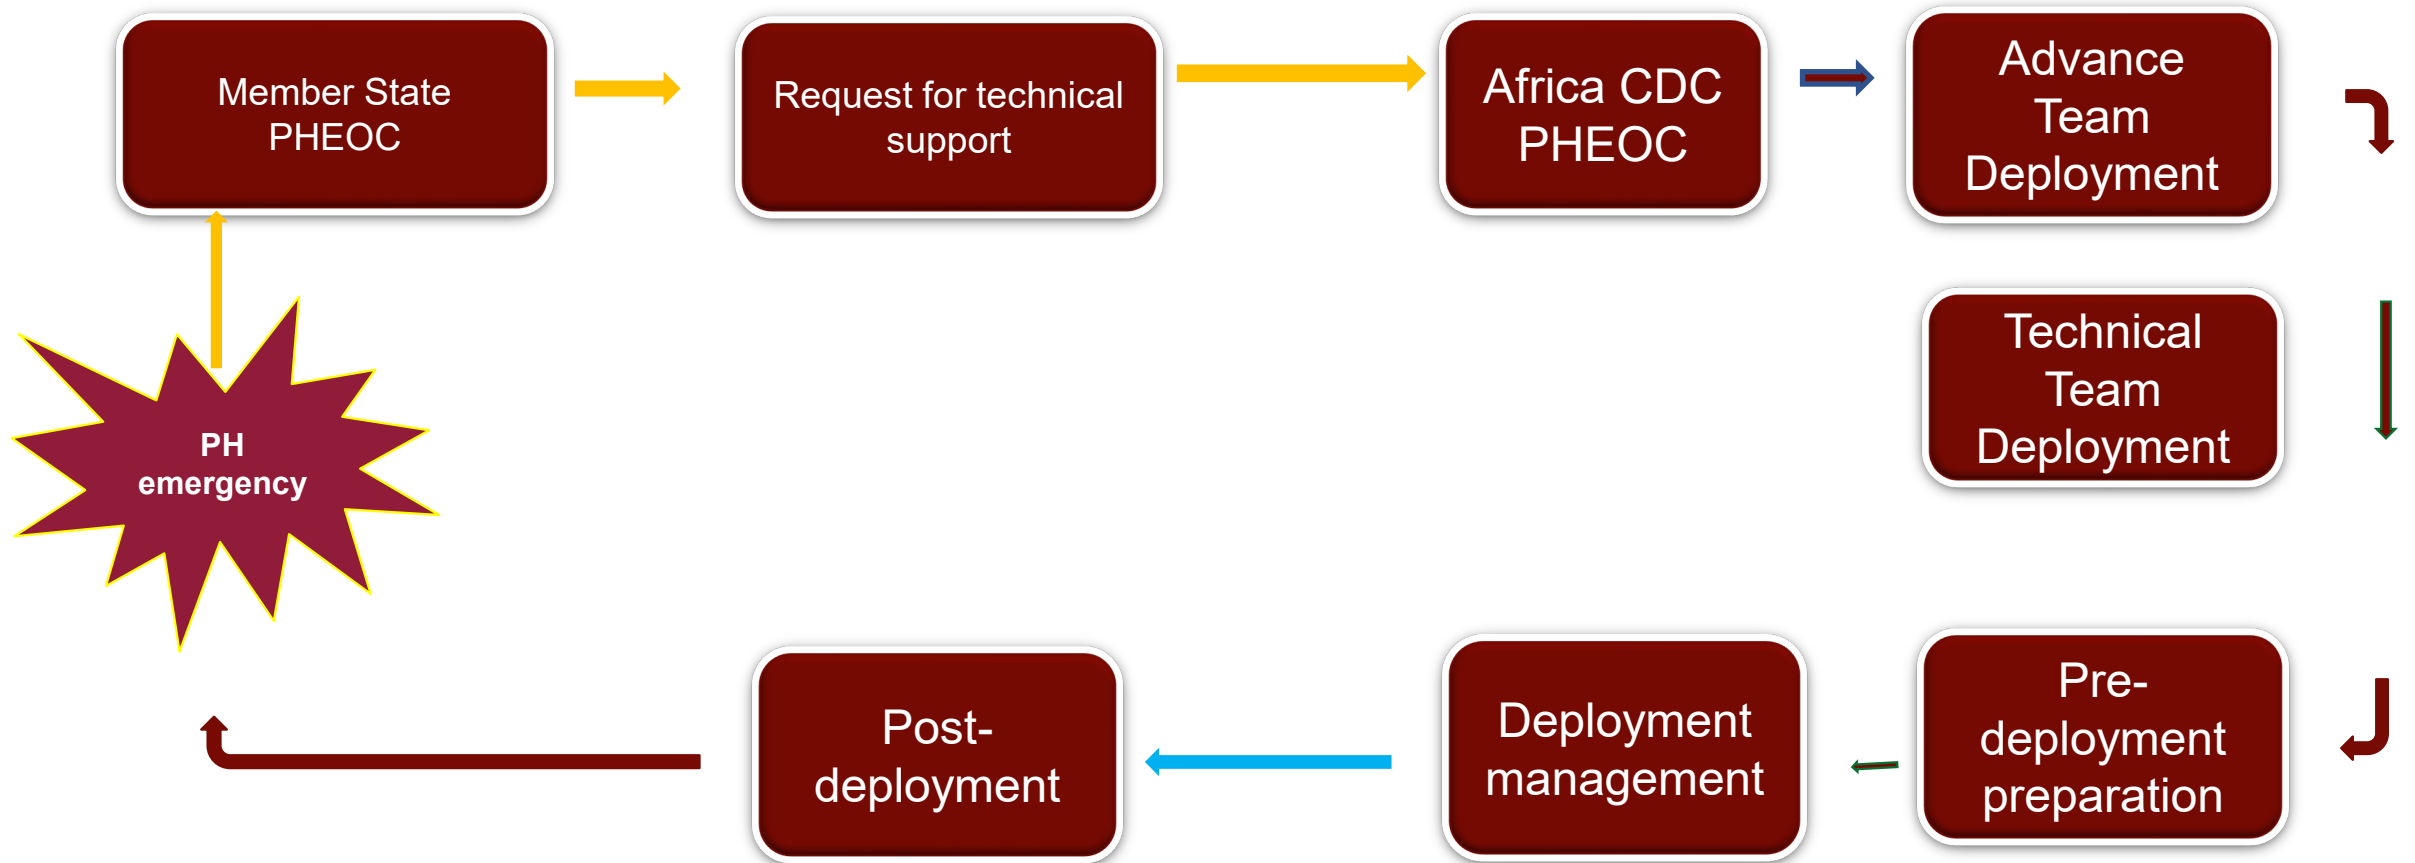 Member State
PHEOC
Request for technical
support
Africa CDC
PHEOC
Advance
Team
Deployment
Technical
Team
Deployment
PH
emergency
Post-
deployment
Deployment
management
Pre-
deployment
preparation